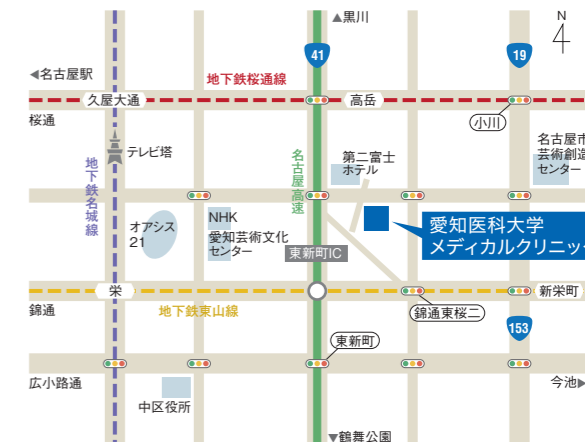 ▲黒川
N
4
41
19
◀名古屋駅
地下鉄桜通線
久屋大通
高岳
桜通
小川
テレビ塔
地下鉄名城線
名古屋高速
第二富士
ホテル
名古屋市
芸術創造
センター
オアシス
21
NHK
愛知芸術文化
センター
東新町IC
愛知医科大学
メディカルクリニック
栄
新栄町
錦通
地下鉄東山線
錦通東桜二
153
東新町
広小路通
今池▶
中区役所
▼鶴舞公園